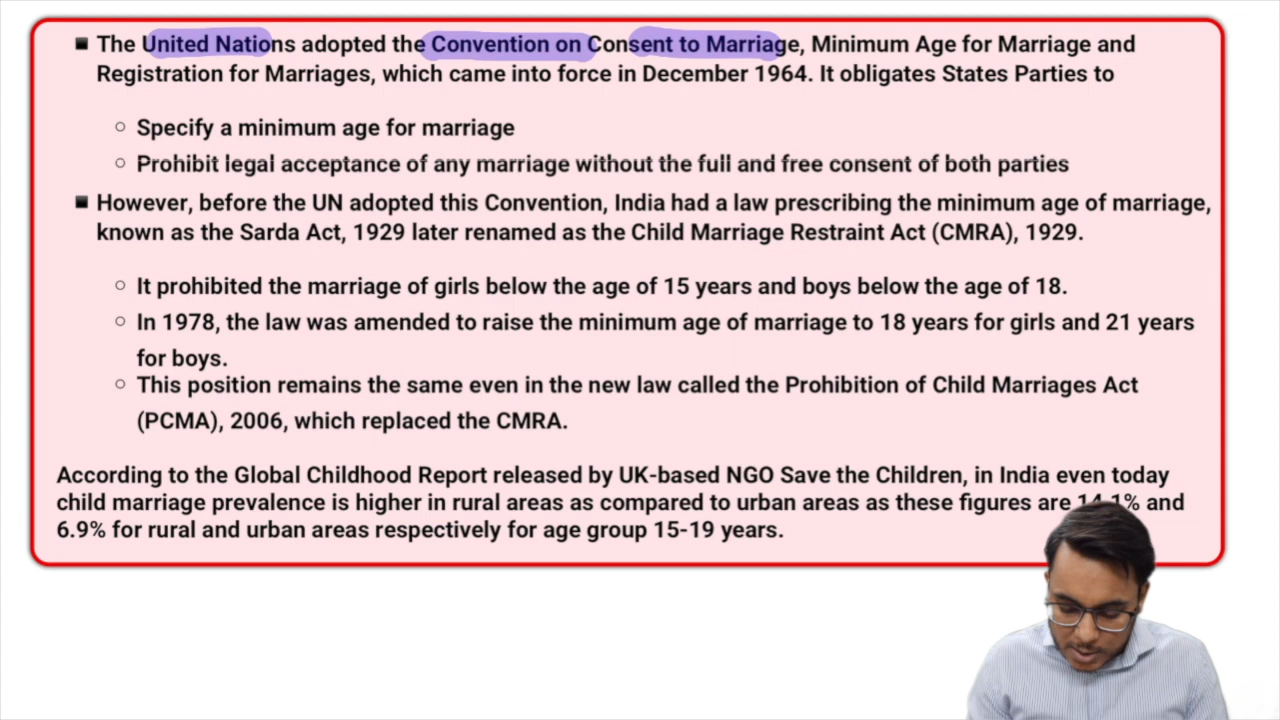 The United Nations adopted the Convention on Consent to Marriage, Minimum Age for Marriage and
Registration for Marriages, which came into force in December 1964. It obligates States Parties to
Specify a minimum age for marriage
Prohibit legal acceptance of any marriage without the full and free consent of both parties
However, before the UN adopted this Convention, India had a law prescribing the minimum age of marriage,
known as the Sarda Act, 1929 later renamed as the Child Marriage Restraint Act (CMRA), 1929.
It prohibited the marriage of girls below the age of 15 years and boys below the age of 18.
In 1978, the law was amended to raise the minimum age of marriage to 18 years for girls and 21 years
for boys.
This position remains the same even in the new law called the Prohibition of Child Marriages Act
(PCMA), 2006, which replaced the CMRA.
According to the Global Childhood Report released by UK-based NGO Save the Children, in India even today
child marriage prevalence is higher in rural areas as compared to urban areas as these figures are 14.1% and
6.9% for rural and urban areas respectively for age group 15-19 years.